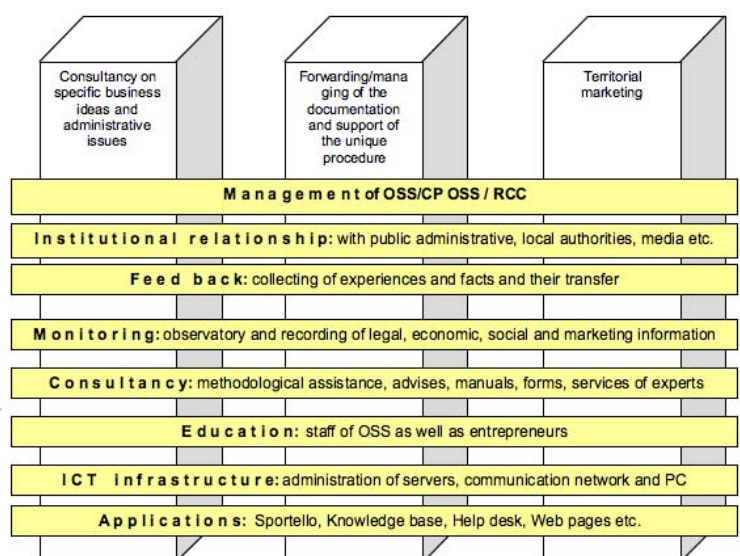 Consultancy on
specific business
ideas and
administrative
issues
Forwarding/mana
ging of the
documentation
and support of
the unique
procedure
Territorial
marketing
Management of OSS/CP OSS / RCC
Institutional relationship: with public administrative, local authorities, media etc.
Feed back: collecting of experiences and facts and their transfer
Monitoring: observatory and recording of legal, economic, social and marketing information
Consultancy: methodological assistance, advises, manuals, forms, services of experts
Education: staff of OSS as well as entrepreneurs
ICT infrastructure: administration of servers, communication network and PC
Applications: Sportello, Knowledge base, Help desk, Web pages etc.